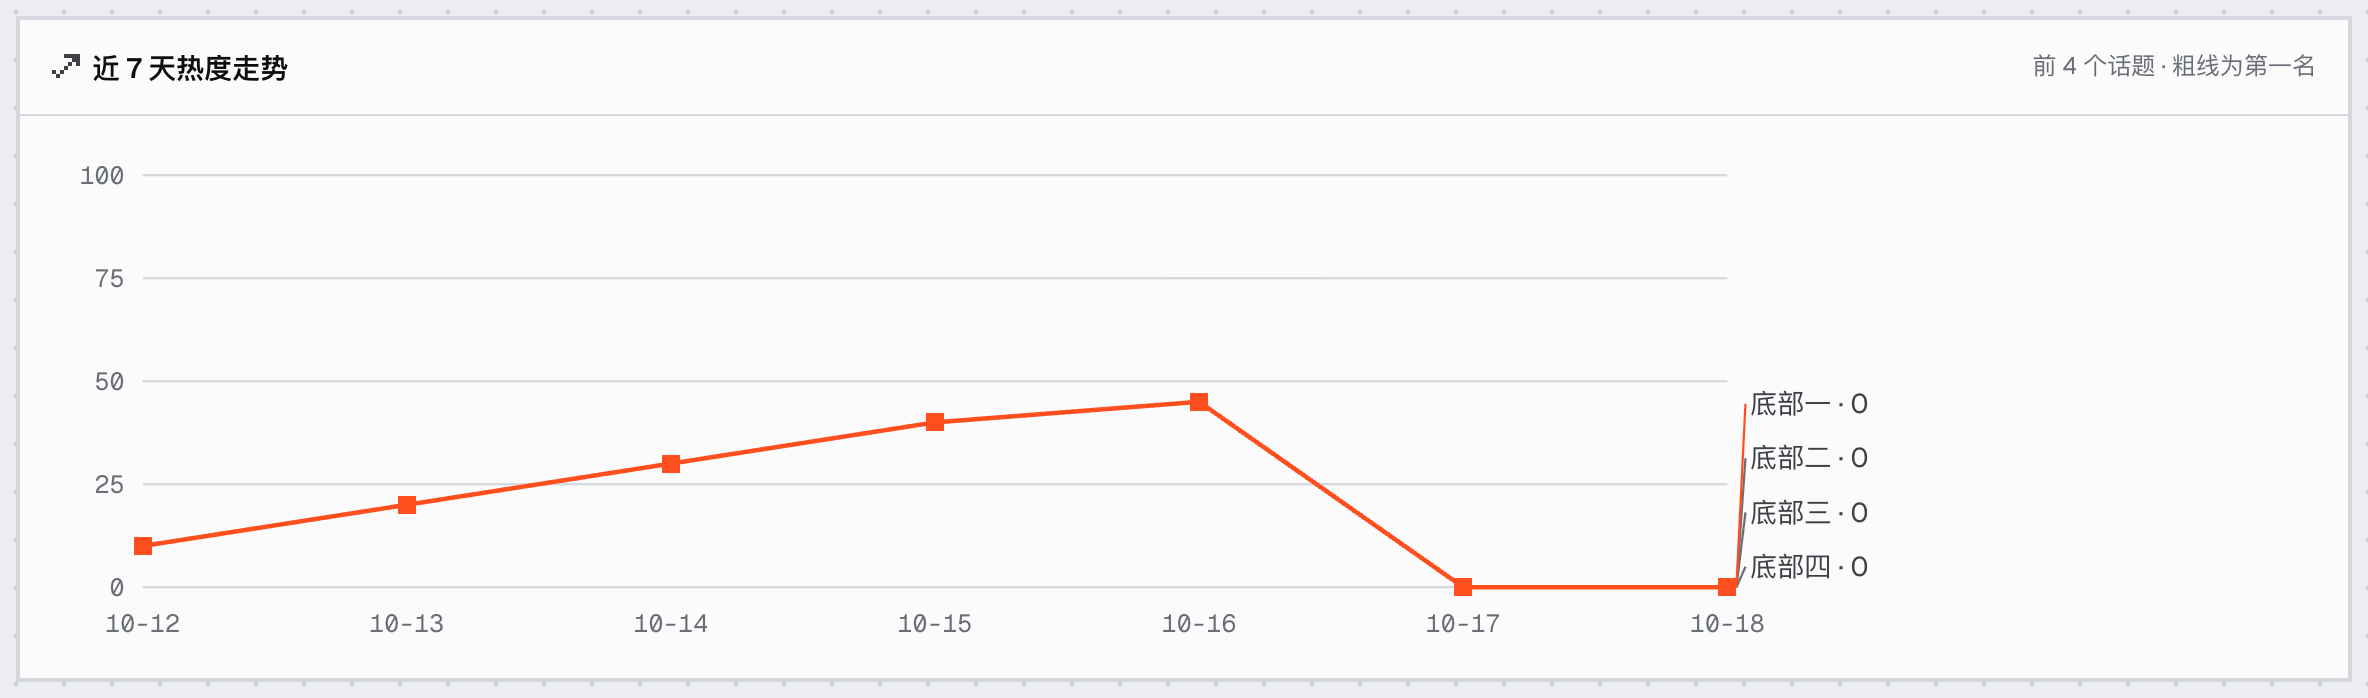 近 7 天热度走势
前 4 个话题 · 粗线为第一名
100
75
50
25
0
10-12
10-13
10-14
10-15
10-16
10-17
10-18
底部一 · 0
底部二 · 0
底部三 · 0
底部四 · 0